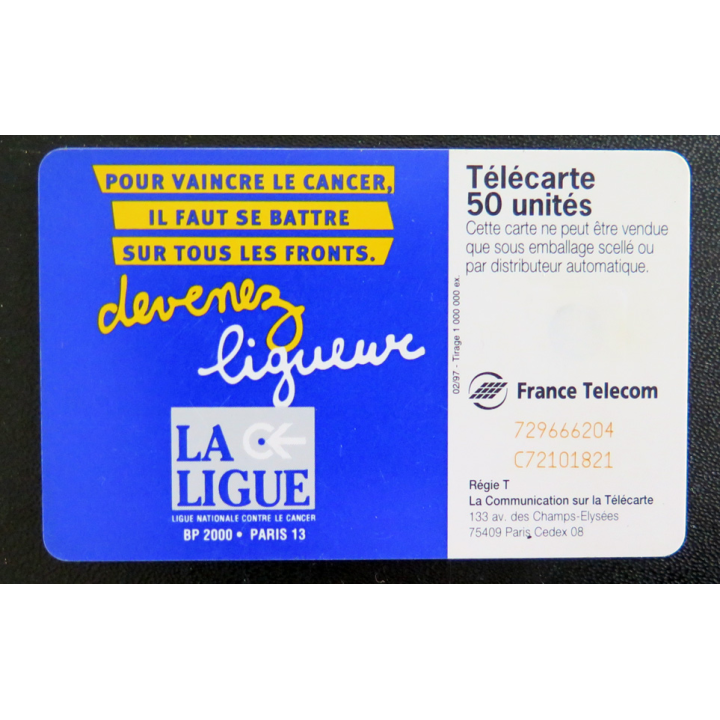 POUR VAINCRE LE CANCER,
IL FAUT SE BATTRE
SUR TOUS LES FRONTS.
devenez
ligueur
LA
LIGUE
LIGUE NATIONALE CONTRE LE CANCER
BP 2000 • PARIS 13
02/97 - Tirage 1 000 000 ex.
Télécarte
50 unités
Cette carte ne peut être vendue
que sous emballage scellé ou
par distributeur automatique.
France Telecom
729666204
C72101821
Régie T
La Communication sur la Télécarte
133 av. des Champs-Elysées
75409 Paris Cedex 08